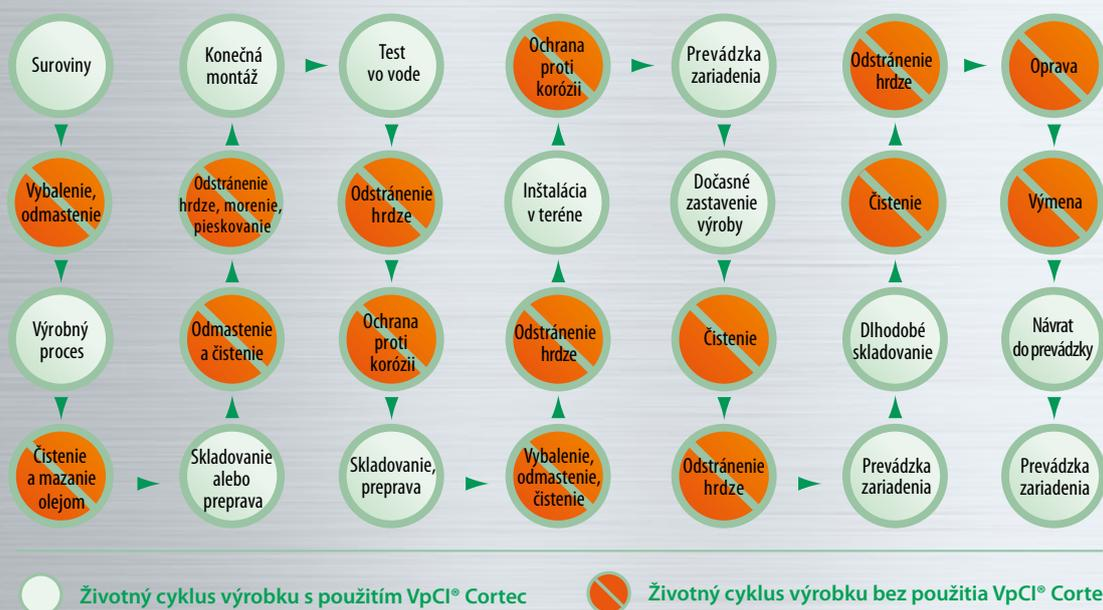 Suroviny
Vybalenie,
odmastenie
Výrobný
proces
Čistenie
a mazanie
olejom
Skladovanie
alebo
preprava
Odmastenie
a čistenie
Odstránenie
hrdze, morenie,
pieskovanie
Konečná
montáž
Test
vo vode
Odstránenie
hrdze
Ochrana
proti
korózii
Skladovanie,
preprava
Vybalenie,
odmastenie,
čistenie
Odstránenie
hrdze
Inštalácia
v teréne
Ochrana
proti
korózii
Prevádzka
zariadenia
Dočasné
zastavenie
výroby
Čistenie
Odstránenie
hrdze
Prevádzka
zariadenia
Dlhodobé
skladovanie
Čistenie
Odstránenie
hrdze
Oprava
Výmena
Návrat
do prevádzky
Prevádzka
zariadenia
Životný cyklus výrobku s použitím VpCI® Cortec
Životný cyklus výrobku bez použitia VpCI® Corte